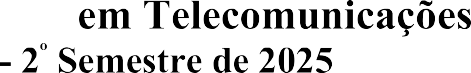 em Telecomunicações
- 2º Semestre de 2025